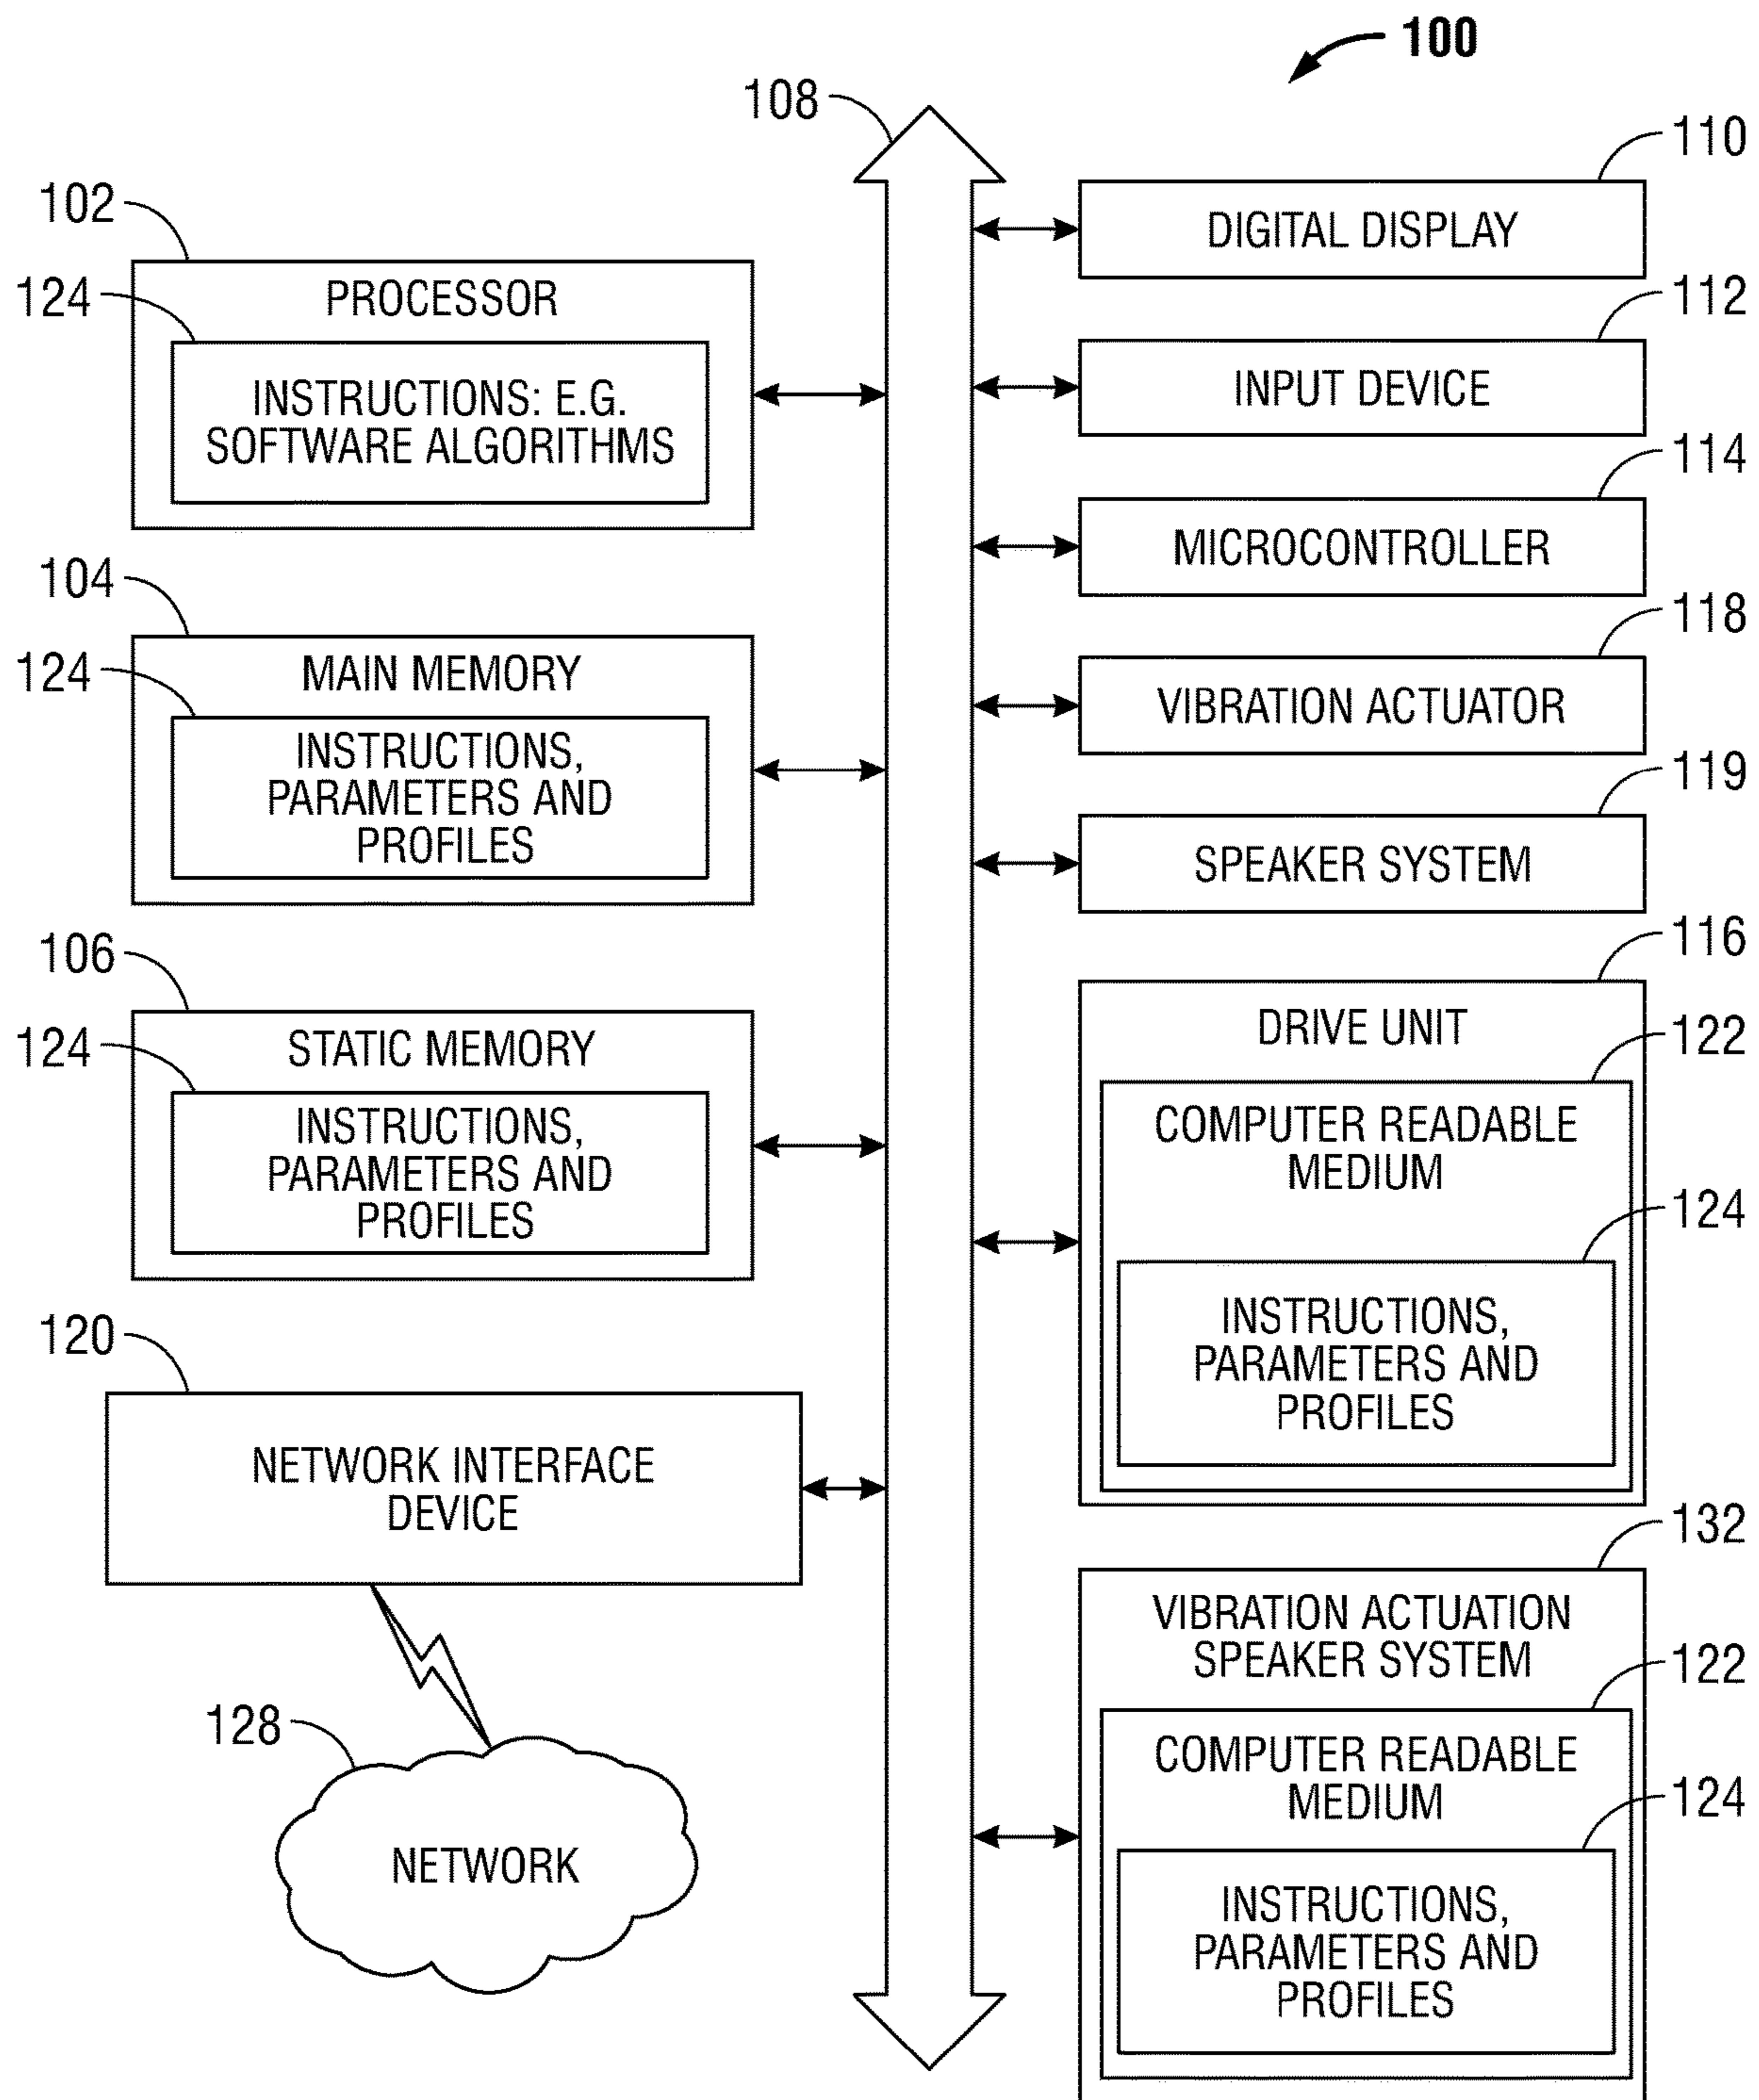 100
108
102
124
PROCESSOR
INSTRUCTIONS: E.G.
SOFTWARE ALGORITHMS
104
124
MAIN MEMORY
INSTRUCTIONS,
PARAMETERS AND
PROFILES
106
124
STATIC MEMORY
INSTRUCTIONS,
PARAMETERS AND
PROFILES
120
NETWORK INTERFACE
DEVICE
128
NETWORK
110
DIGITAL DISPLAY
112
INPUT DEVICE
114
MICROCONTROLLER
118
VIBRATION ACTUATOR
119
SPEAKER SYSTEM
116
DRIVE UNIT
122
COMPUTER READABLE
MEDIUM
124
INSTRUCTIONS,
PARAMETERS AND
PROFILES
132
VIBRATION ACTUATION
SPEAKER SYSTEM
122
COMPUTER READABLE
MEDIUM
124
INSTRUCTIONS,
PARAMETERS AND
PROFILES